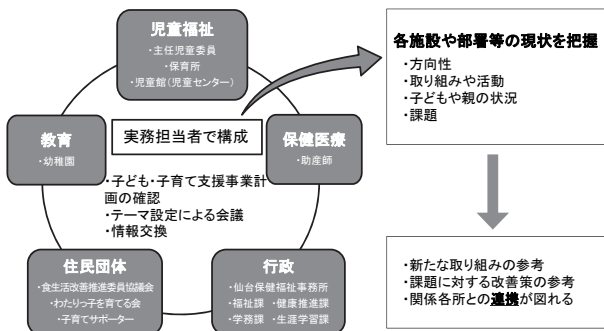 児童福祉
・主任児童委員
・保育所
・児童館(児童センター)
教育
・幼稚園
実務担当者で構成
保健医療
・助産師
・子ども・子育て支援事業計
画の確認
・テーマ設定による会議
・情報交換
住民団体
・食生活改善推進委員協議会
・わたりっ子を育てる会
・子育てサポーター
行政
・仙台保健福祉事務所
・福祉課 ・健康推進課
・学務課 ・生涯学習課
各施設や部署等の現状を把握
・方向性
・取り組みや活動
・子どもや親の状況
・課題
・新たな取り組みの参考
・課題に対する改善策の参考
・関係各所との連携が図れる